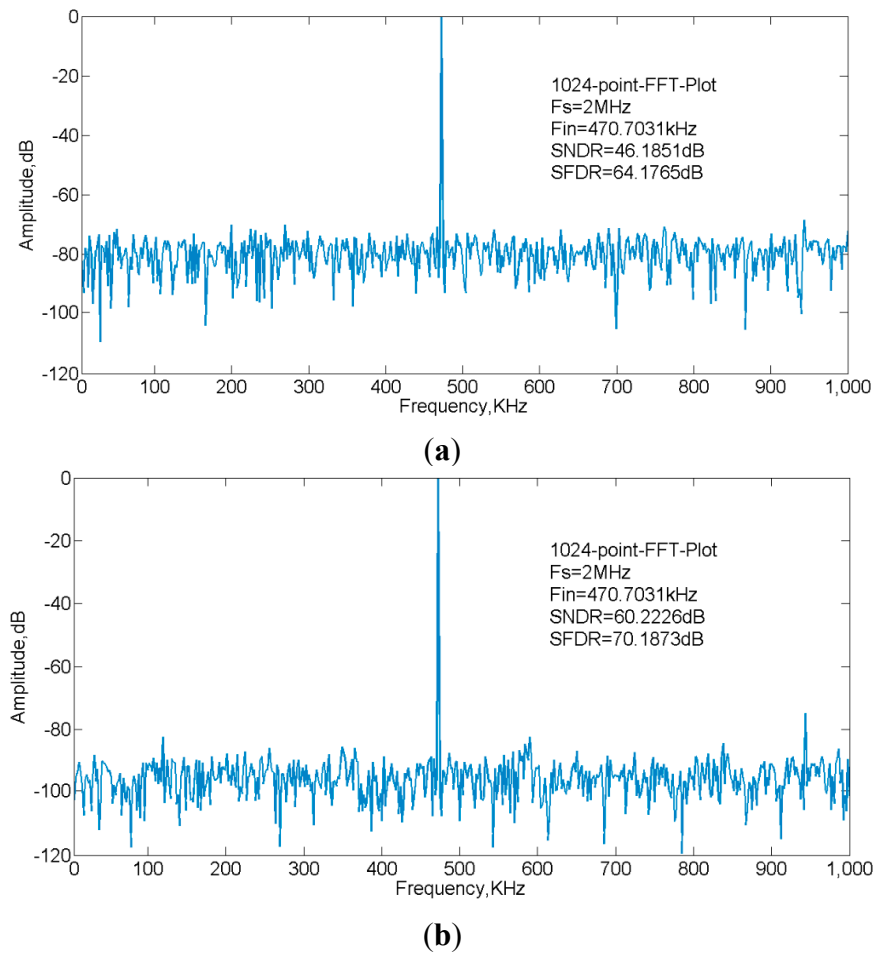 0
-20
-40
-60
-80
-100
-120
Amplitude,dB
1024-point-FFT-Plot
Fs=2MHz
Fin=470.7031kHz
SNDR=46.1851dB
SFDR=64.1765dB
0 100 200 300 400 500 600 700 800 900 1,000
Frequency,KHz
(a)
0
-20
-40
-60
-80
-100
-120
Amplitude,dB
1024-point-FFT-Plot
Fs=2MHz
Fin=470.7031kHz
SNDR=60.2226dB
SFDR=70.1873dB
0 100 200 300 400 500 600 700 800 900 1,000
Frequency,KHz
(b)